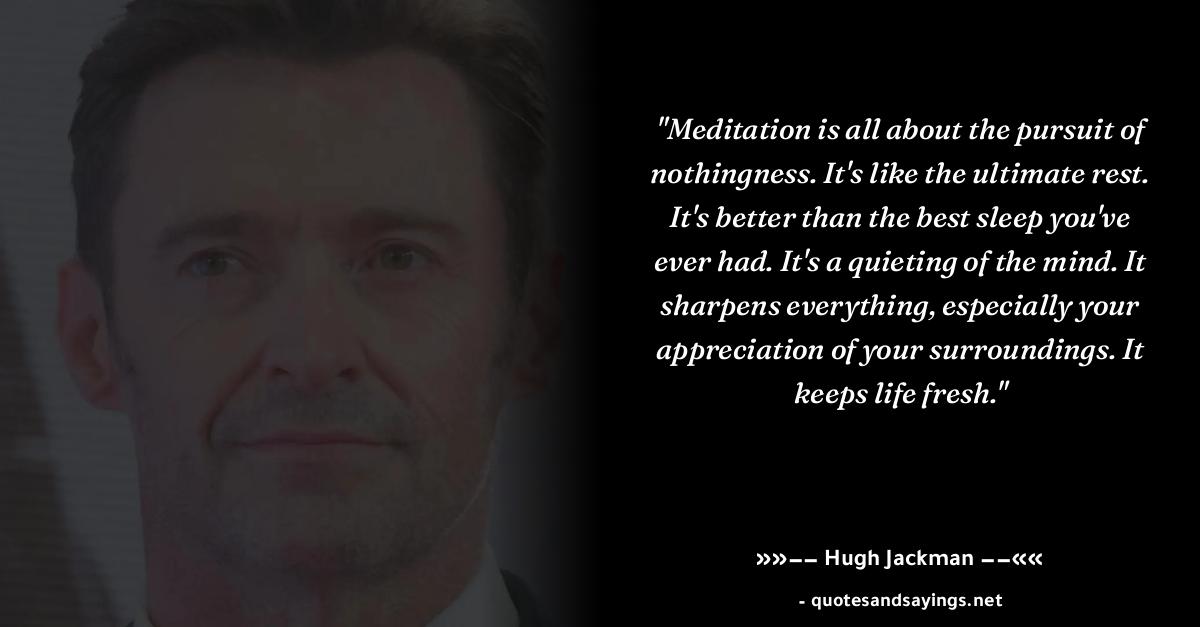 "Meditation is all about the pursuit of
nothingness. It's like the ultimate rest.
It's better than the best sleep you've
ever had. It's a quieting of the mind. It
sharpens everything, especially your
appreciation of your surroundings. It
keeps life fresh."
»»−− Hugh Jackman −−««
- quotesandsayings.net